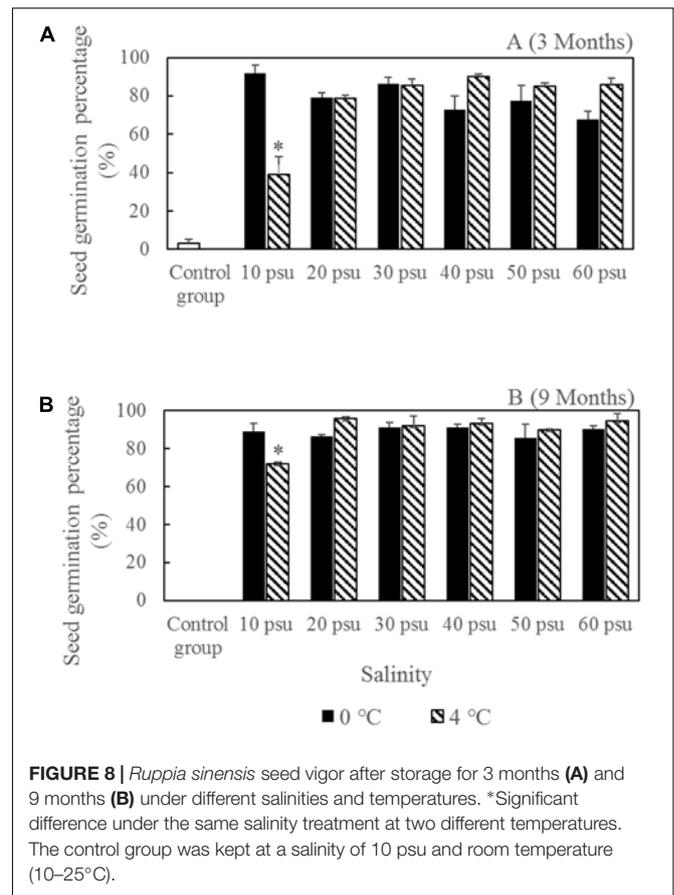 A
A (3 Months)
Seed germination percentage
(%)
100
80
60
40
20
0
*
Control
group
10 psu 20 psu 30 psu 40 psu 50 psu 60 psu
B
B (9 Months)
Seed germination percentage
(%)
100
80
60
40
20
0
*
Control
group
10 psu 20 psu 30 psu 40 psu 50 psu 60 psu
Salinity
0 °C 4 °C
FIGURE 8 | Ruppia sinensis seed vigor after storage for 3 months (A) and
9 months (B) under different salinities and temperatures. *Significant
difference under the same salinity treatment at two different temperatures.
The control group was kept at a salinity of 10 psu and room temperature
(10–25°C).